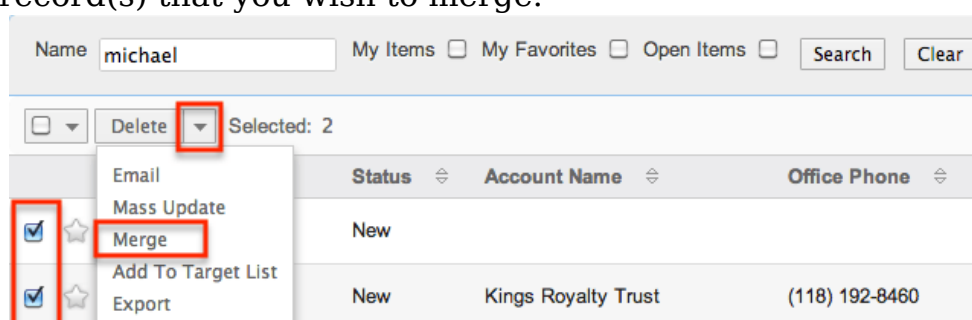 record(s) that you wish to merge.
Name michael My Items My Favorites Open Items Search Clear
Delete Selected: 2
Email Status Account Name Office Phone
Mass Update
Merge New
Add To Target List
Export New Kings Royalty Trust (118) 192-8460